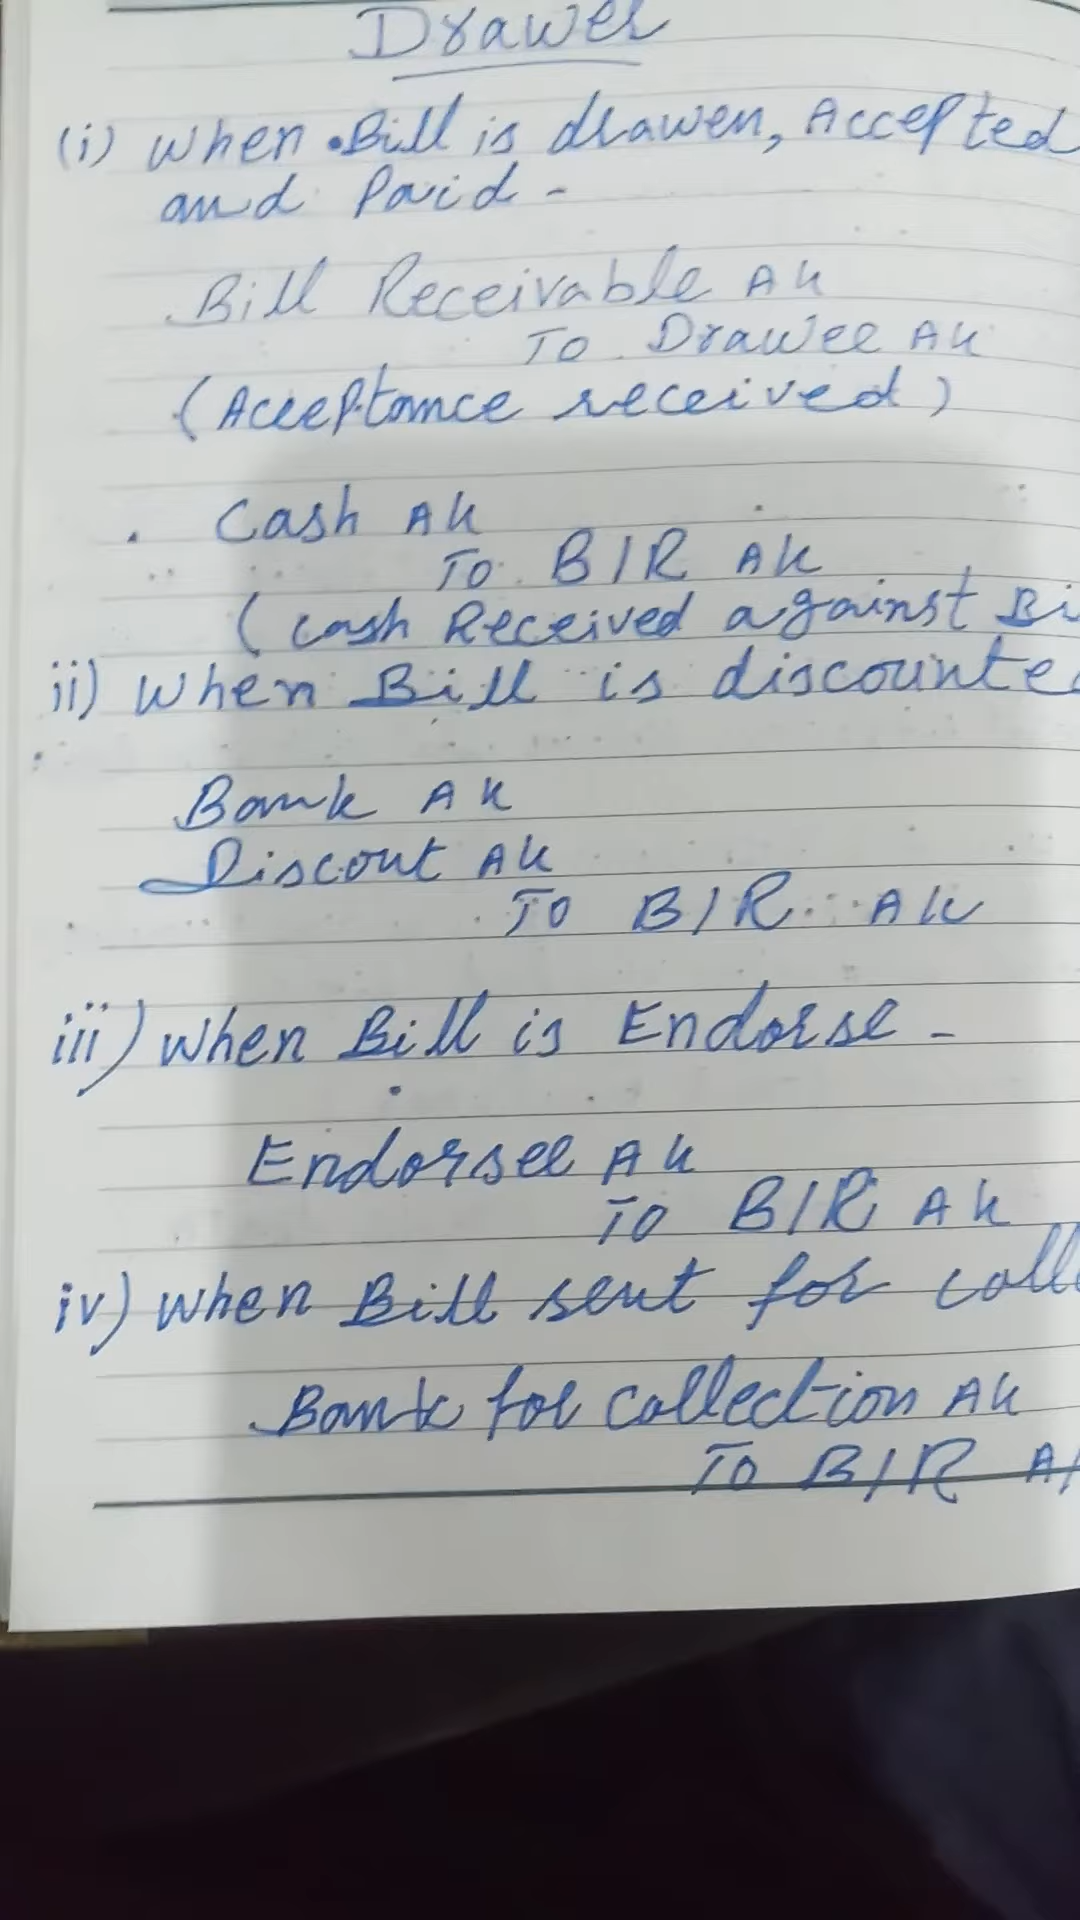 Drawer
(i) When Bill is drawen, Accepted
and Paid -
Bill Receivable A/c
To Drawee A/c
(Acceptance received)
Cash A/c
To B/R A/c
(Cash Received against Bi
ii) When Bill is discounte
Bank A/c
Discout A/c
To B/R A/c
iii) When Bill is Endorse -
Endorsee A/c
To B/R A/c
iv) When Bill sent for coll
Bank for collection A/c
To B/R A/